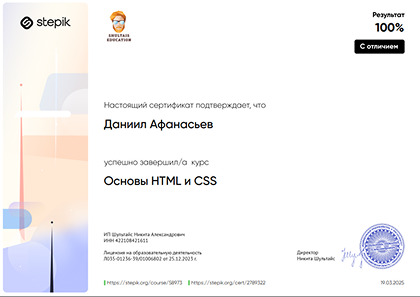 stepik
SHULTAIS
EDUCATION
Результат
100%
С отличием
Настоящий сертификат подтверждает, что
Даниил Афанасьев
успешно завершил/а курс
Основы HTML и CSS
ИП Шультайс Никита Александрович
ИНН 422108421611
Лицензия на образовательную деятельность
Л035-01236-39/01006802 от 25.12.2023 г.
Директор
Никита Шультайс
https://stepik.org/course/58973
https://stepik.org/cert/2789322
19.03.2025